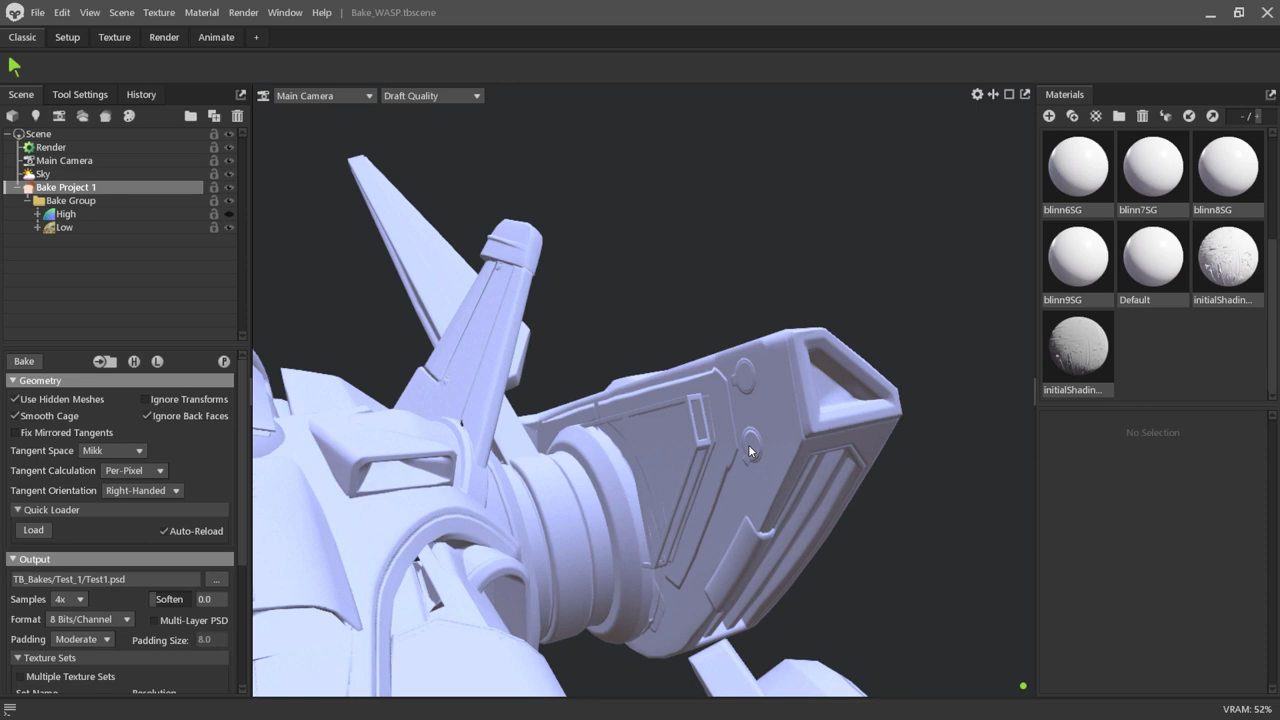 File Edit View Scene Texture Material Render Window Help Bake_WASP.tbscene
Classic Setup Texture Render Animate +
Scene Tool Settings History
Main Camera Draft Quality
Materials
- /
Scene
Render
Main Camera
Sky
Bake Project 1
Bake Group
High
Low
blinn6SG blinn7SG blinn8SG
blinn9SG Default initialShadin...
initialShadin...
Bake H L P
Geometry
Use Hidden Meshes Ignore Transforms
Smooth Cage Ignore Back Faces
Fix Mirrored Tangents
Tangent Space Mikk
Tangent Calculation Per-Pixel
Tangent Orientation Right-Handed
Quick Loader
Load Auto-Reload
Output
TB_Bakes/Test_1/Test1.psd ...
Samples 4x Soften 0.0
Format 8 Bits/Channel Multi-Layer PSD
Padding Moderate Padding Size: 8.0
Texture Sets
Multiple Texture Sets
Set Name Resolution
No Selection
VRAM: 52%